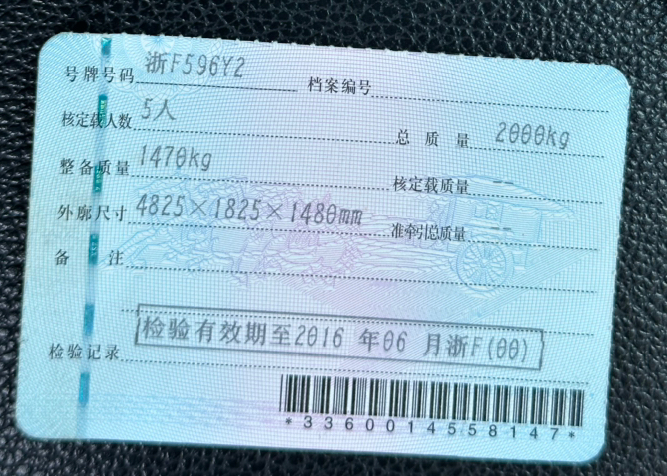 号牌号码 浙F596Y2 档案编号
核定载人数 5人 总质量 2000kg
整备质量 1470kg 核定载质量 --
外廓尺寸 4825×1825×1480mm 准牵引总质量 --
备注
检验有效期至2016 年06 月浙F(00)
检验记录
*3360014558147*